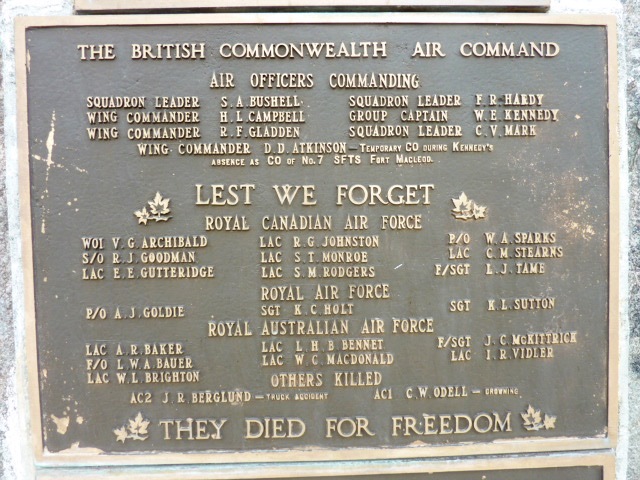 THE BRITISH COMMONWEALTH AIR COMMAND
AIR OFFICERS COMMANDING
SQUADRON LEADER S.A. BUSHELL SQUADRON LEADER F.R. HARDY
WING COMMANDER H.L. CAMPBELL GROUP CAPTAIN W.E. KENNEDY
WING COMMANDER R.F. GLADDEN SQUADRON LEADER C.V. MARK
WING COMMANDER D.D. ATKINSON - TEMPORARY CO DURING KENNEDY'S
ABSENCE AS CO OF NO. 7 SFTS FORT MACLEOD.
LEST WE FORGET
ROYAL CANADIAN AIR FORCE
WO1 V.G. ARCHIBALD LAC R.G. JOHNSTON P/O W.A. SPARKS
S/O R.J. GOODMAN LAC S.T. MONROE LAC C.M. STEARNS
LAC E.E. GUTTERIDGE LAC S.M. RODGERS F/SGT L.J. TAME
ROYAL AIR FORCE
P/O A.J. GOLDIE SGT K.C. HOLT SGT K.L. SUTTON
ROYAL AUSTRALIAN AIR FORCE
LAC A.R. BAKER LAC L.H.B BENNET F/SGT J.C. MCKITTRICK
F/O L.W.A. BAUER LAC W.C. MACDONALD LAC I.R. VIDLER
LAC W.L. BRIGHTON
OTHERS KILLED
AC2 J.R. BERGLUND - TRUCK ACCIDENT AC1 C.W. ODELL - DROWNING
THEY DIED FOR FREEDOM